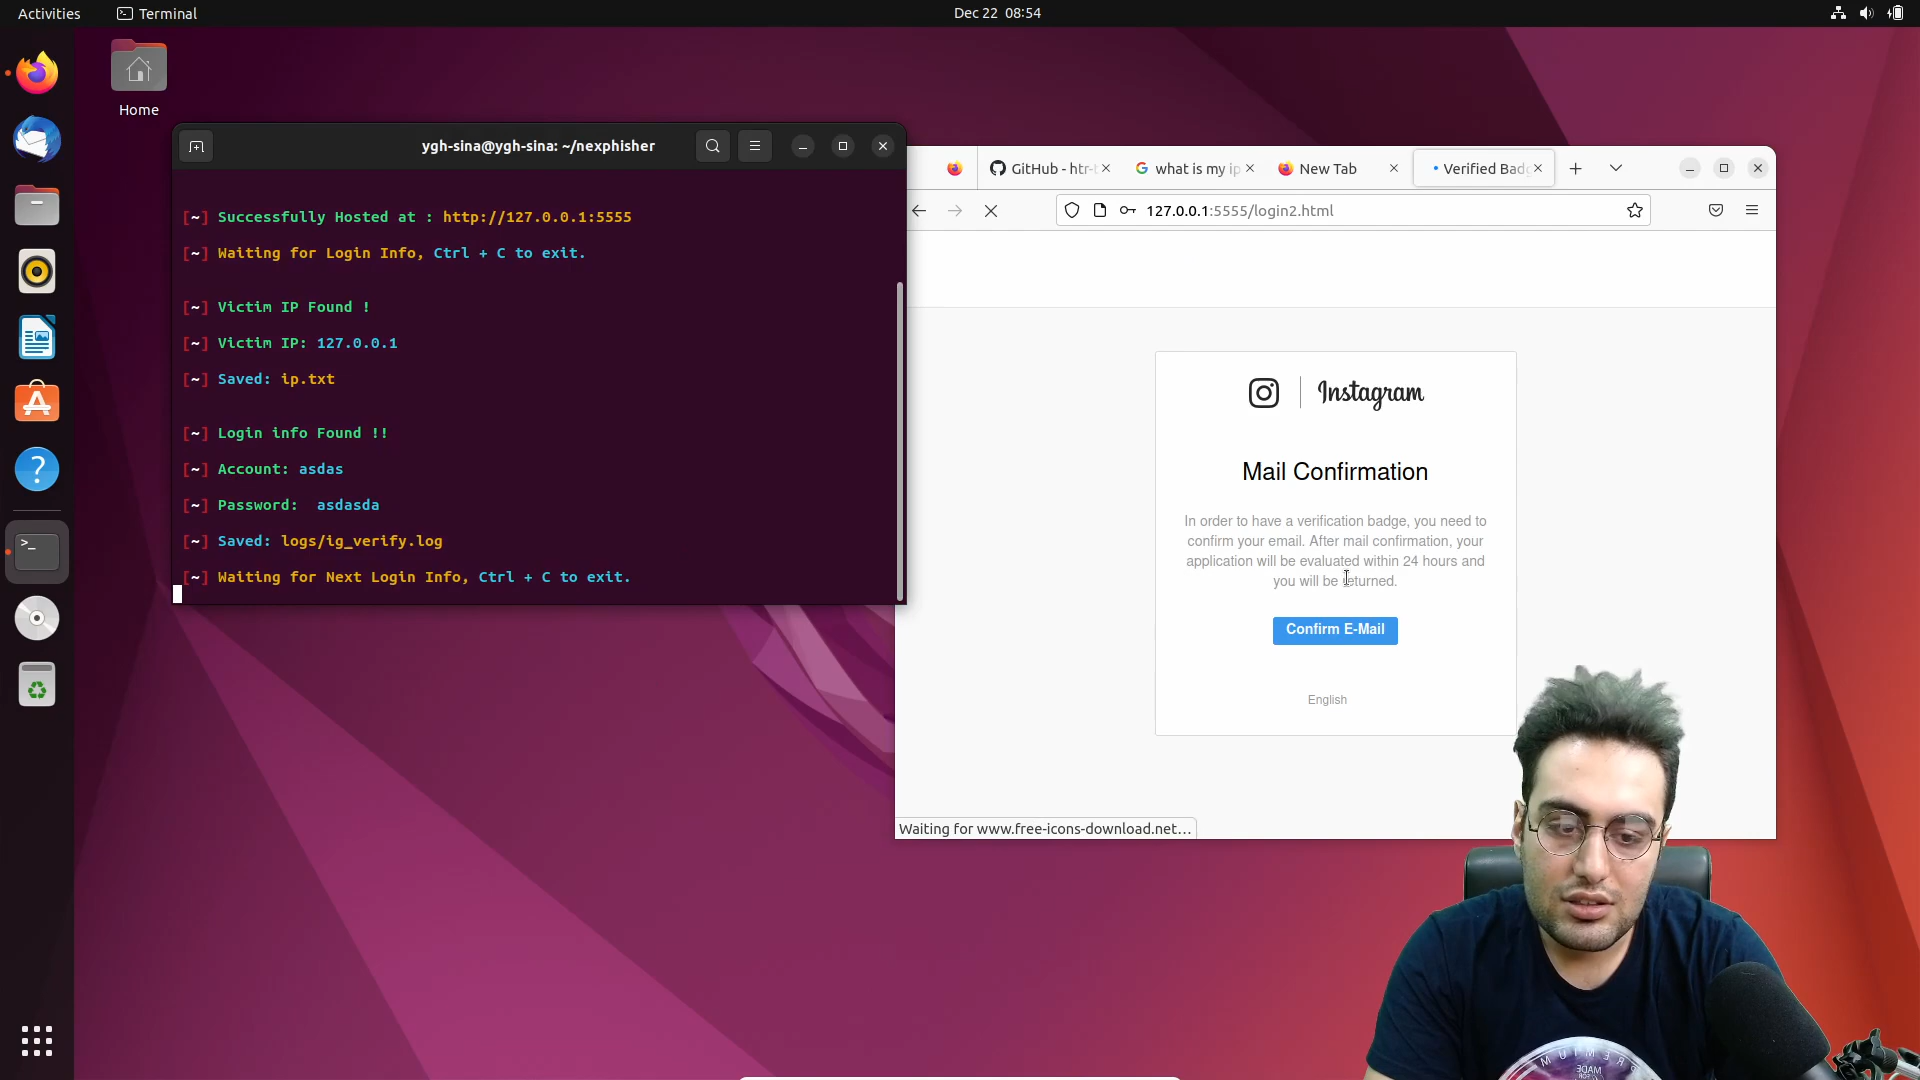 Activities
Terminal
Dec 22 08:54
Home
ygh-sina@ygh-sina: ~/nexphisher
[~] Successfully Hosted at : http://127.0.0.1:5555
[~] Waiting for Login Info, Ctrl + C to exit.
[~] Victim IP Found !
[~] Victim IP: 127.0.0.1
[~] Saved: ip.txt
[~] Login info Found !!
[~] Account: asdas
[~] Password: asdasda
[~] Saved: logs/ig_verify.log
[~] Waiting for Next Login Info, Ctrl + C to exit.
GitHub - htr-
what is my ip
New Tab
Verified Badg
127.0.0.1:5555/login2.html
Instagram
Mail Confirmation
In order to have a verification badge, you need to
confirm your email. After mail confirmation, your
application will be evaluated within 24 hours and
you will be returned.
Confirm E-Mail
English
Waiting for www.free-icons-download.net…
PREMIUM
MADE
FOR